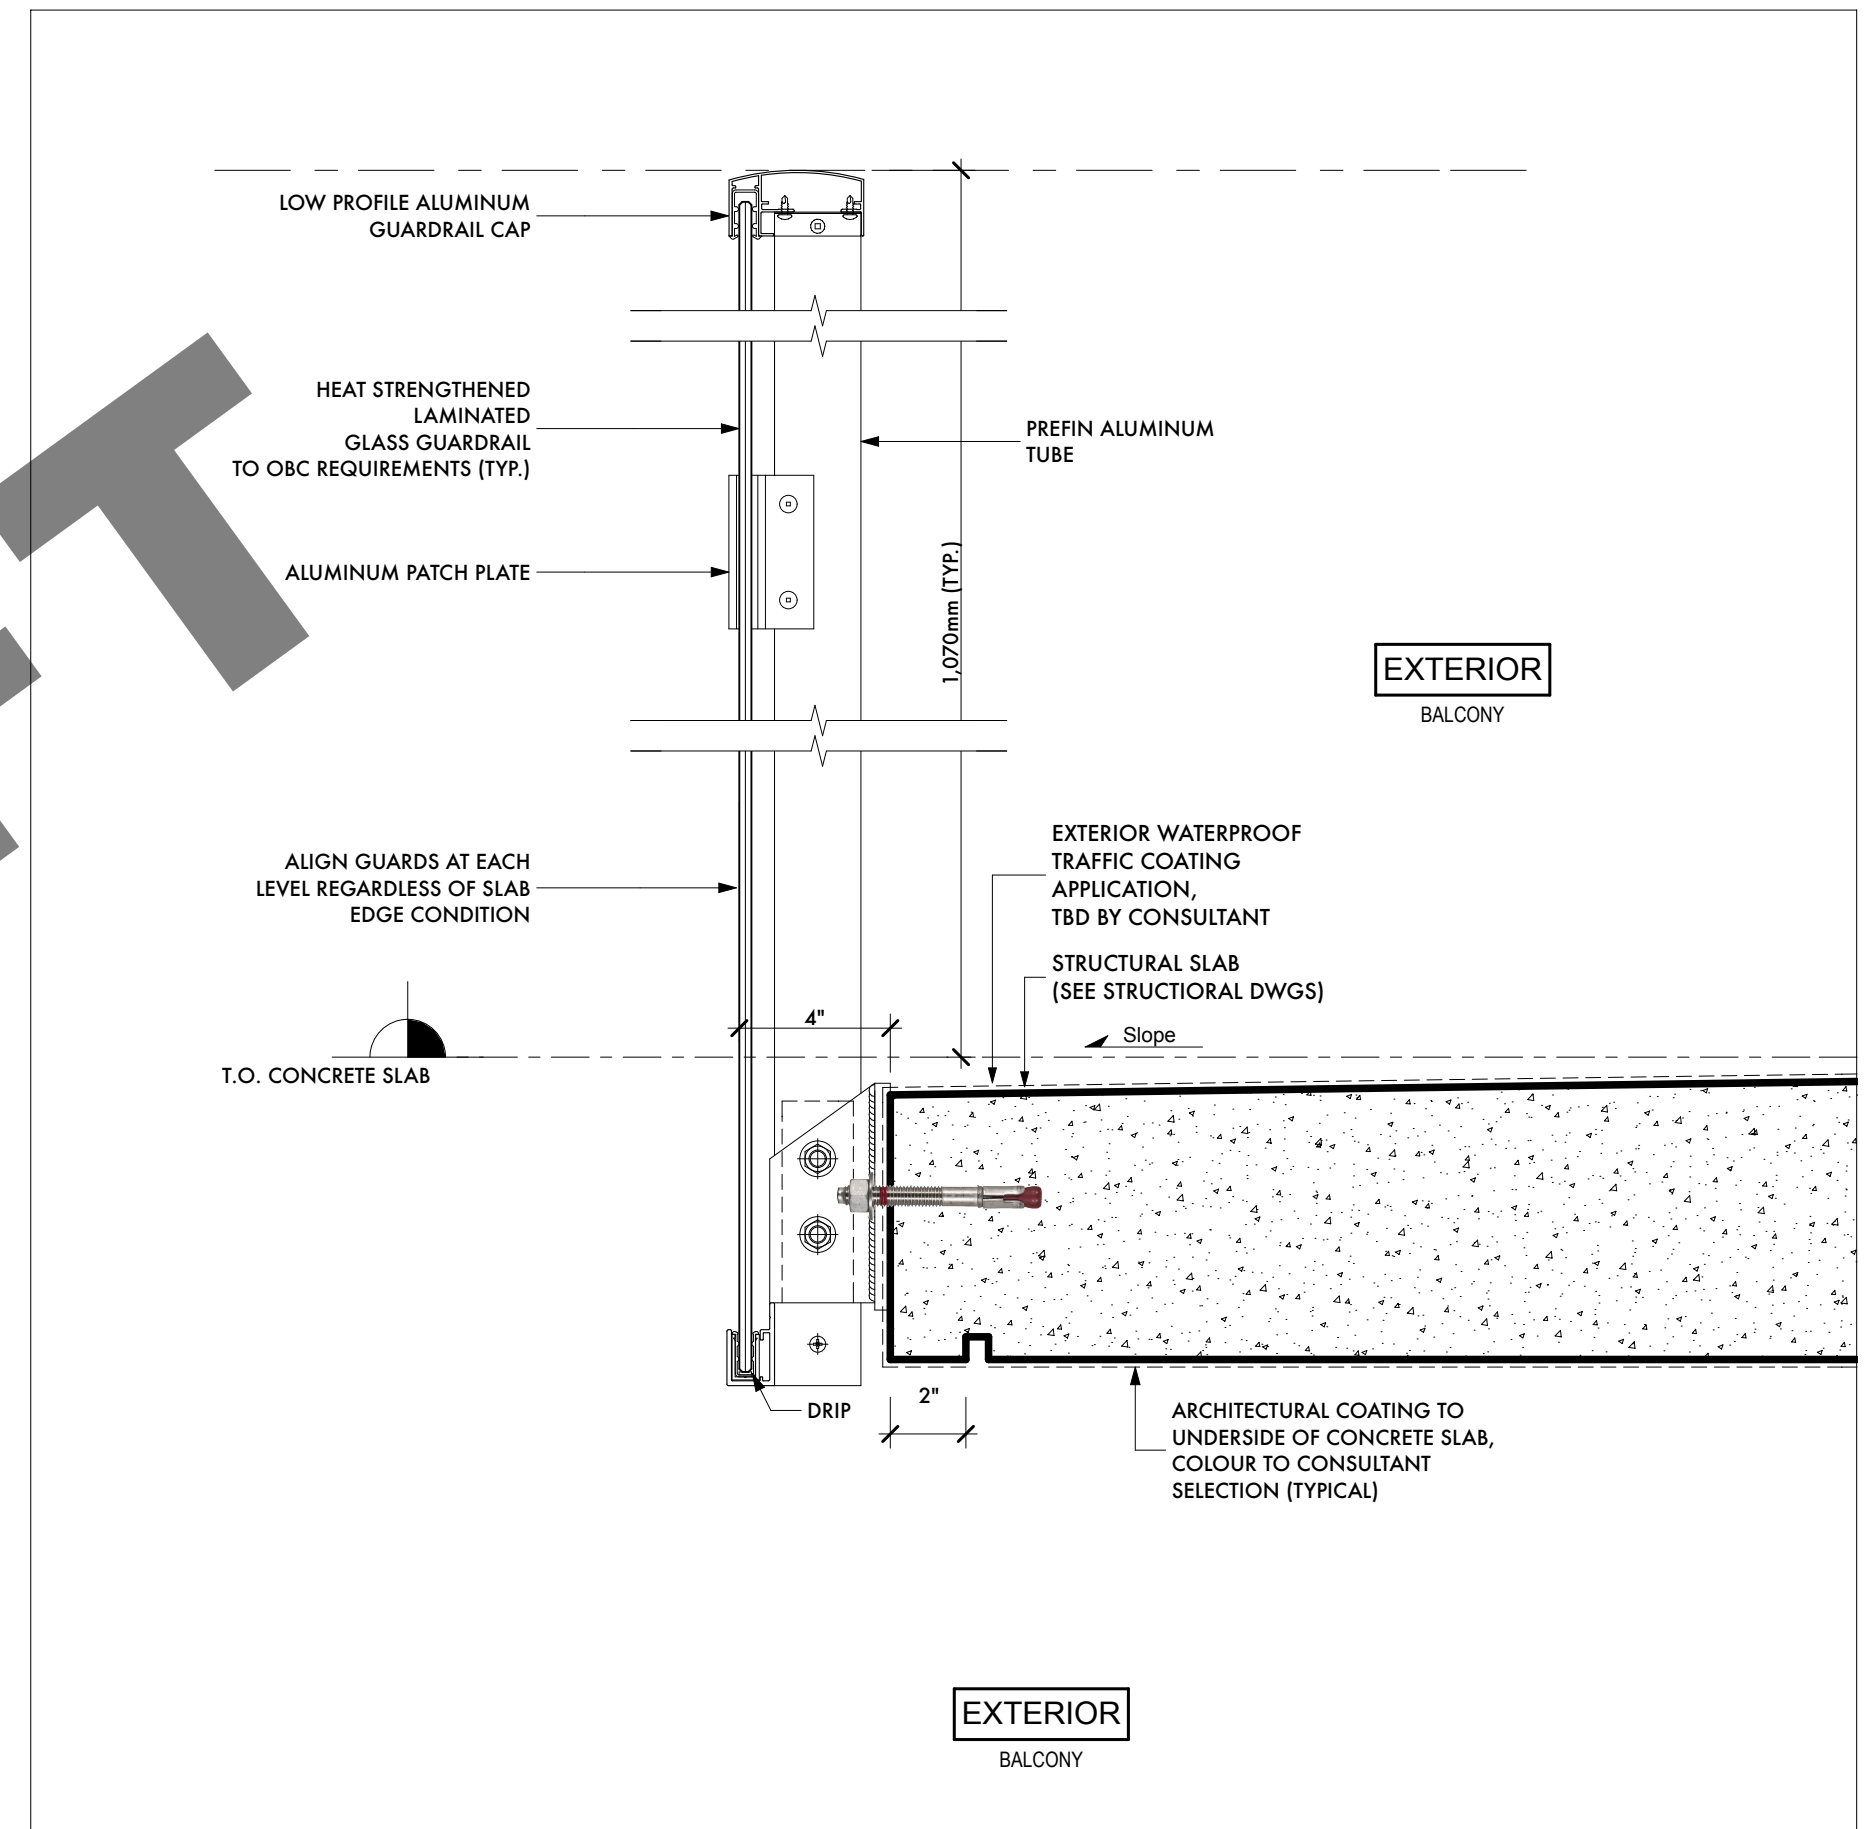 LOW PROFILE ALUMINUM
GUARDRAIL CAP
HEAT STRENGTHENED
LAMINATED
GLASS GUARDRAIL
TO OBC REQUIREMENTS (TYP.)
PREFIN ALUMINUM
TUBE
ALUMINUM PATCH PLATE
1,070mm (TYP.)
EXTERIOR
BALCONY
ALIGN GUARDS AT EACH
LEVEL REGARDLESS OF SLAB
EDGE CONDITION
EXTERIOR WATERPROOF
TRAFFIC COATING
APPLICATION,
TBD BY CONSULTANT
STRUCTURAL SLAB
(SEE STRUCTIORAL DWGS)
4"
Slope
T.O. CONCRETE SLAB
2"
DRIP
ARCHITECTURAL COATING TO
UNDERSIDE OF CONCRETE SLAB,
COLOUR TO CONSULTANT
SELECTION (TYPICAL)
EXTERIOR
BALCONY